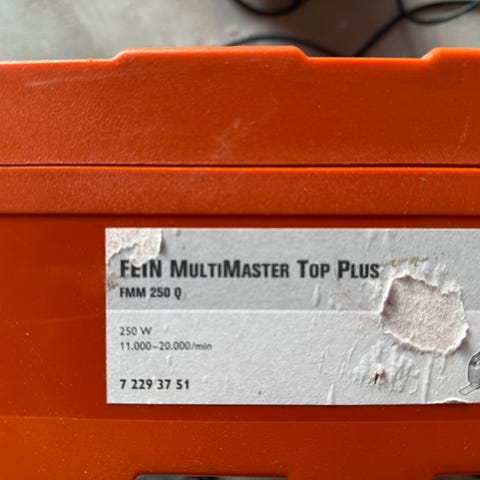 FEIN MULTIMASTER TOP PLUS
FMM 250 Q
250 W
11.000–20.000/min
7 229 37 51